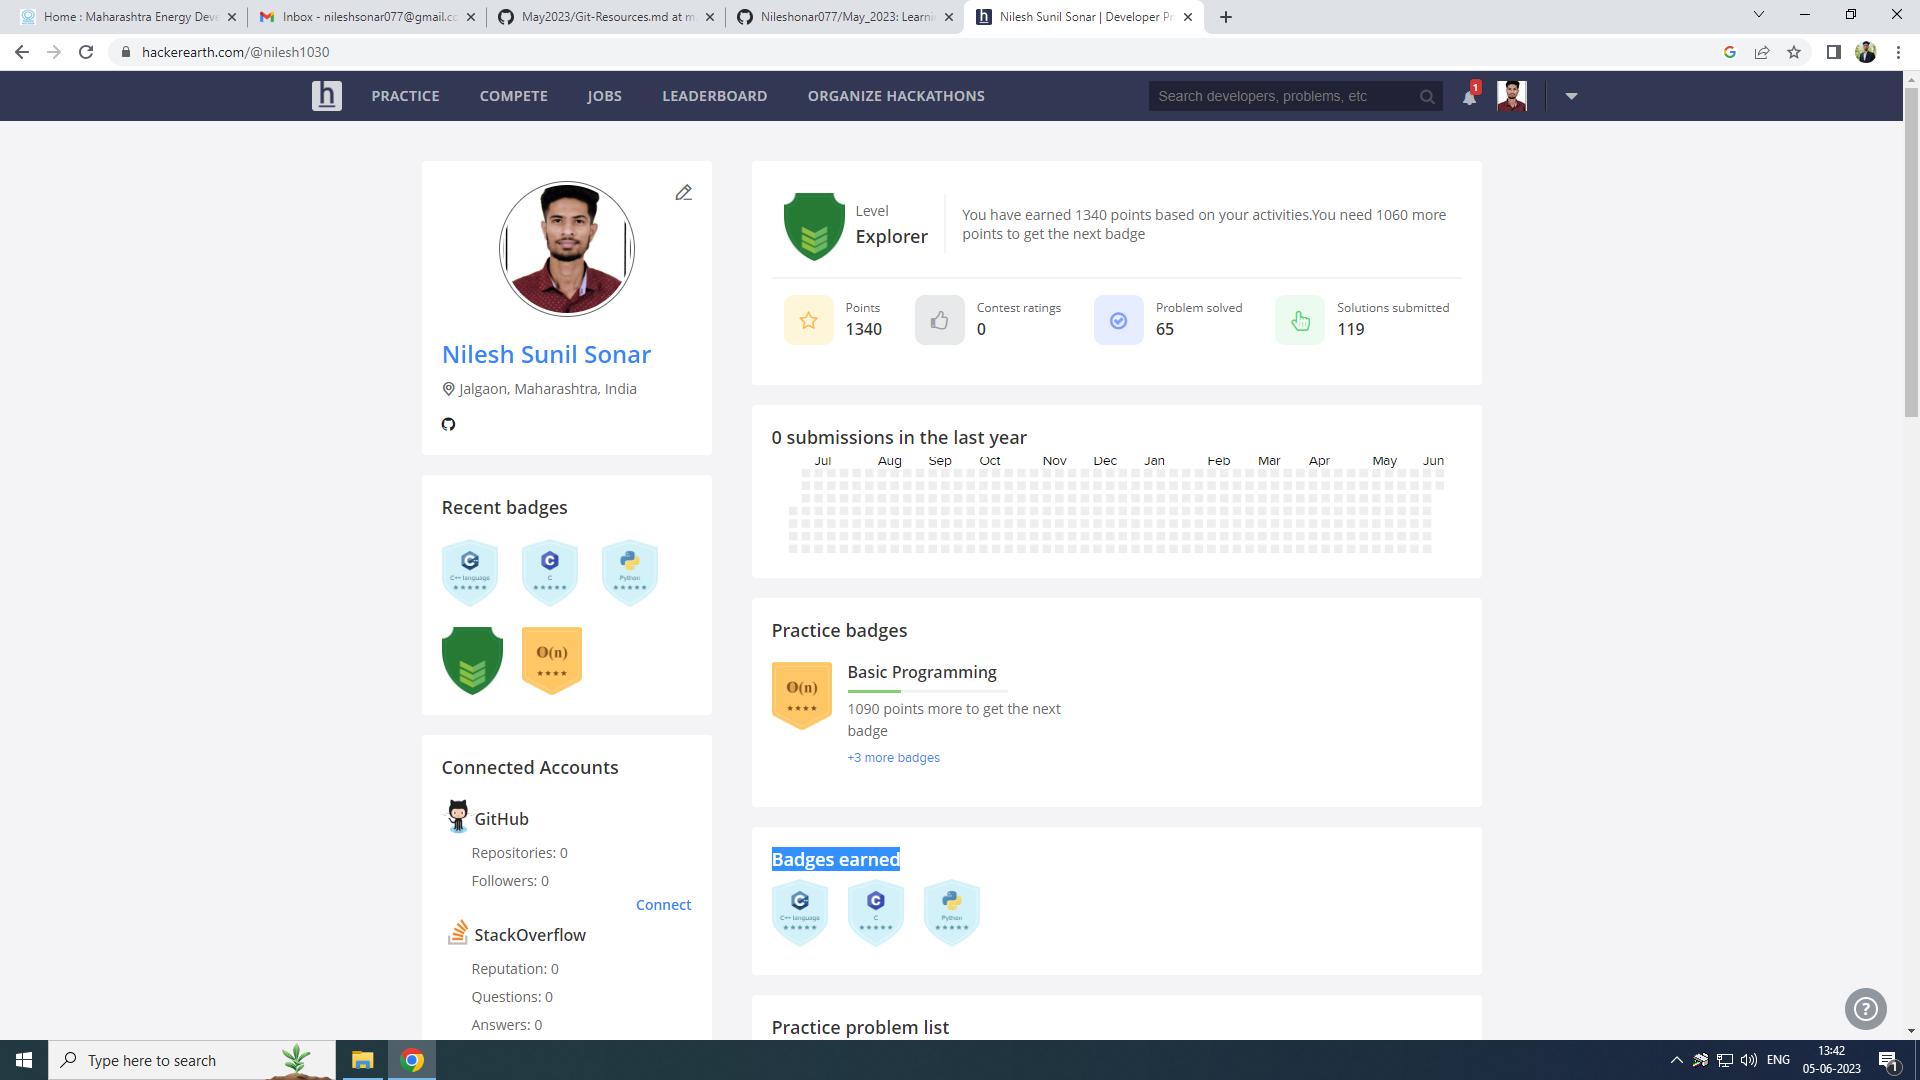 Home : Maharashtra Energy Deve
Inbox - nileshsonar077@gmail.co
May2023/Git-Resources.md at m
Nileshonar077/May_2023: Learni
Nilesh Sunil Sonar | Developer Pr
hackerearth.com/@nilesh1030
h PRACTICE COMPETE JOBS LEADERBOARD ORGANIZE HACKATHONS
Search developers, problems, etc
1
Nilesh Sunil Sonar
Jalgaon, Maharashtra, India
Recent badges
C++ language
C
Python
O(n)
Connected Accounts
GitHub
Repositories: 0
Followers: 0
Connect
StackOverflow
Reputation: 0
Questions: 0
Answers: 0
Level
Explorer
You have earned 1340 points based on your activities.You need 1060 more
points to get the next badge
Points
1340
Contest ratings
0
Problem solved
65
Solutions submitted
119
0 submissions in the last year
Jul Aug Sep Oct Nov Dec Jan Feb Mar Apr May Jun
Practice badges
O(n)
Basic Programming
1090 points more to get the next
badge
+3 more badges
Badges earned
C++ language
C
Python
Practice problem list
?
Type here to search
ENG
13:42
05-06-2023
1